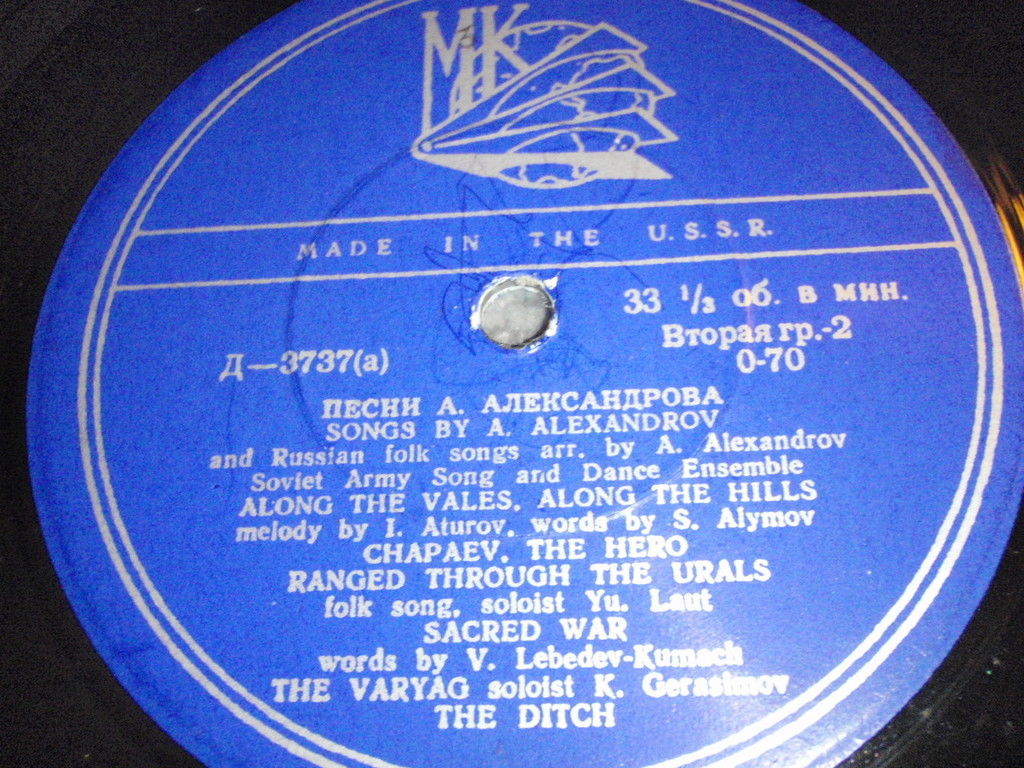 МК
MADE IN THE U.S.S.R.
33 1/3 об. в мин.
Вторая гр.-2
Д—3737(а)
0-70
ПЕСНИ А. АЛЕКСАНДРОВА
SONGS BY A. ALEXANDROV
and Russian folk songs arr. by A. Alexandrov
Soviet Army Song and Dance Ensemble
ALONG THE VALES, ALONG THE HILLS
melody by I. Aturov, words by S. Alymov
CHAPAEV, THE HERO
RANGED THROUGH THE URALS
folk song, soloist Yu. Laut
SACRED WAR
words by V. Lebedev-Kumach
THE VARYAG soloist K. Gerasimov
THE DITCH